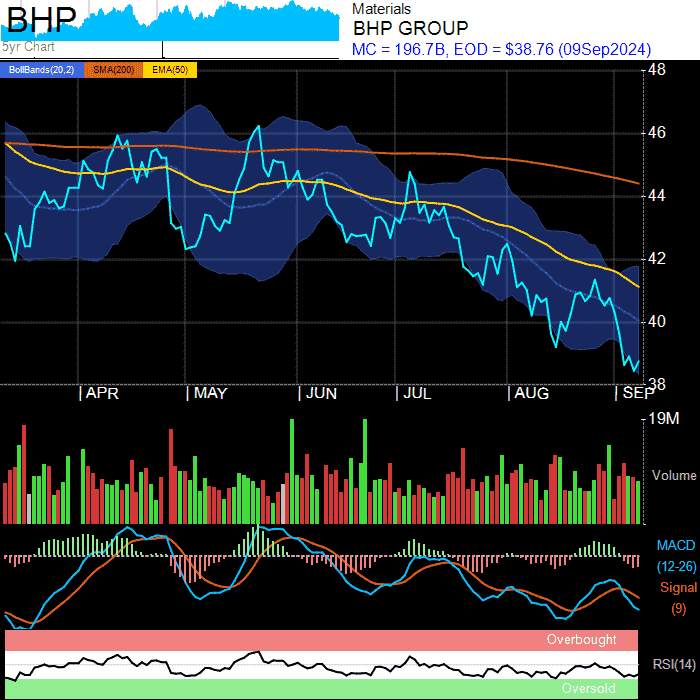 BHP
Materials
BHP GROUP
5yr Chart
MC = 196.7B, EOD = $38.76 (09Sep2024)
BollBands(20,2) SMA(200) EMA(50)
48
46
44
42
40
38
| APR | MAY | JUN | JUL | AUG | SEP
19M
Volume
MACD
(12-26)
Signal
(9)
Overbought
RSI(14)
Oversold